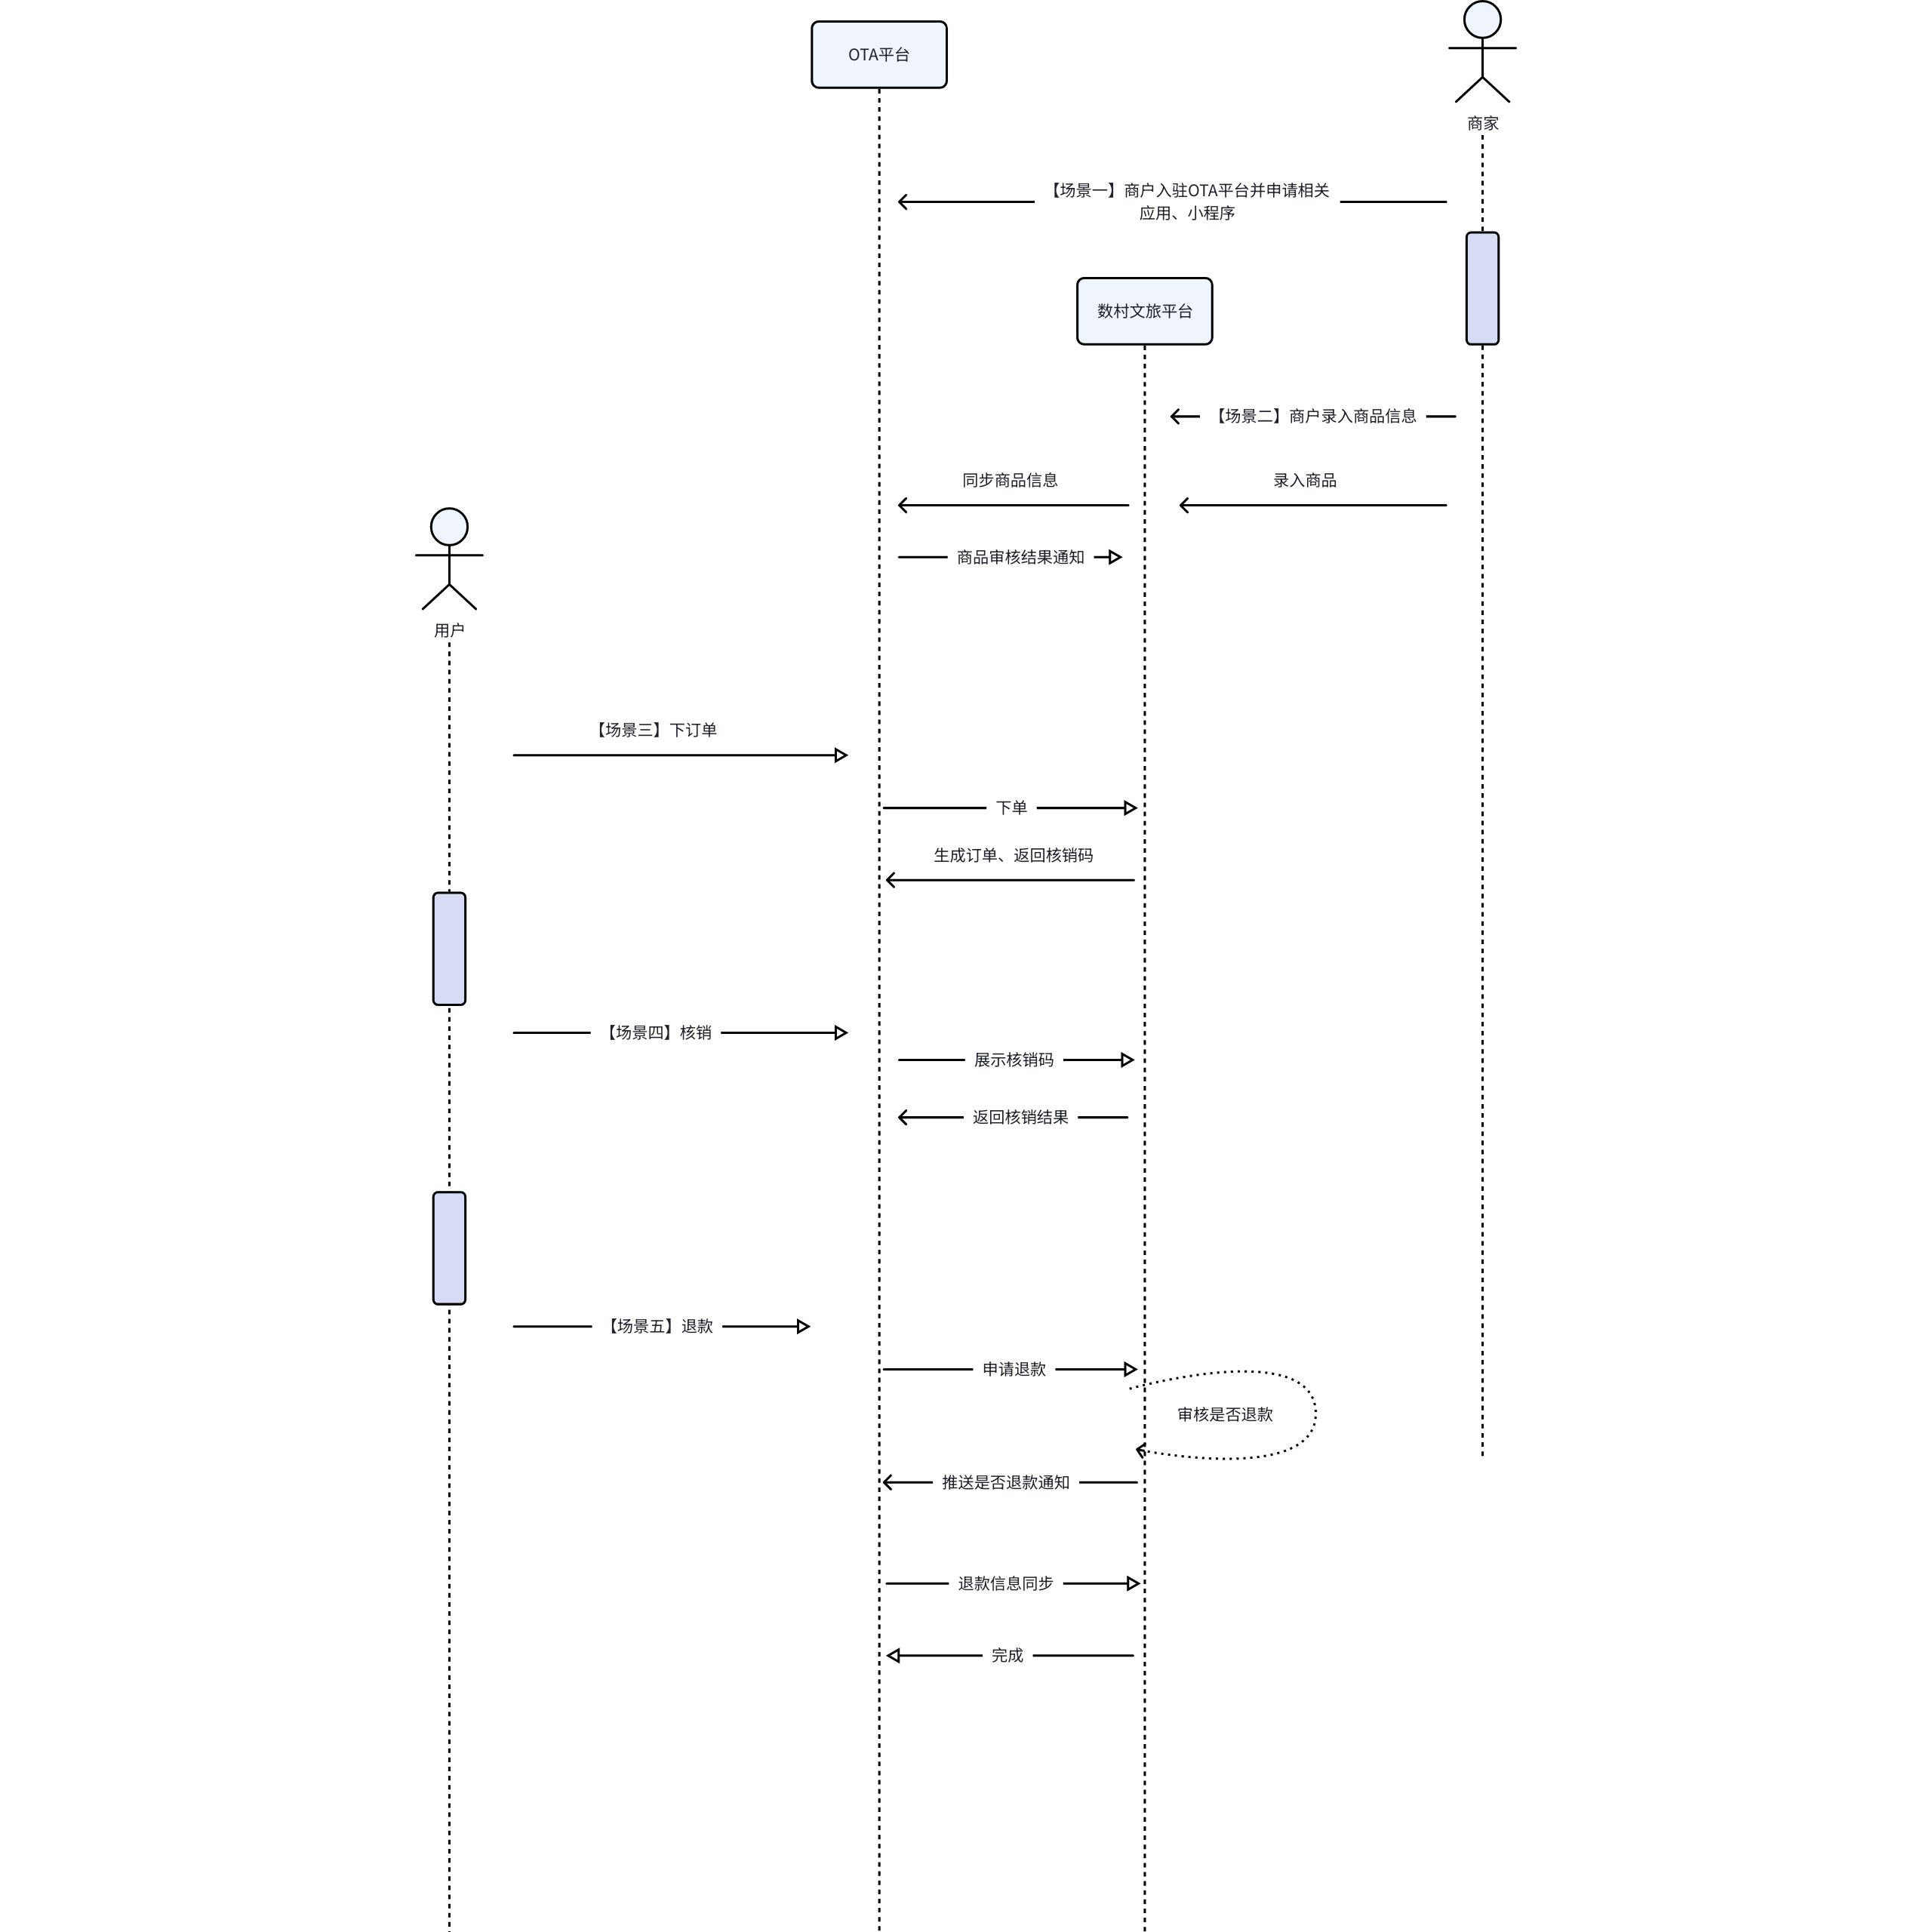 OTA平台
商家
【场景一】商户入驻OTA平台并申请相关
应用、小程序
数村文旅平台
【场景二】商户录入商品信息
同步商品信息
录入商品
商品审核结果通知
用户
【场景三】下订单
下单
生成订单、返回核销码
【场景四】核销
展示核销码
返回核销结果
【场景五】退款
申请退款
审核是否退款
推送是否退款通知
退款信息同步
完成